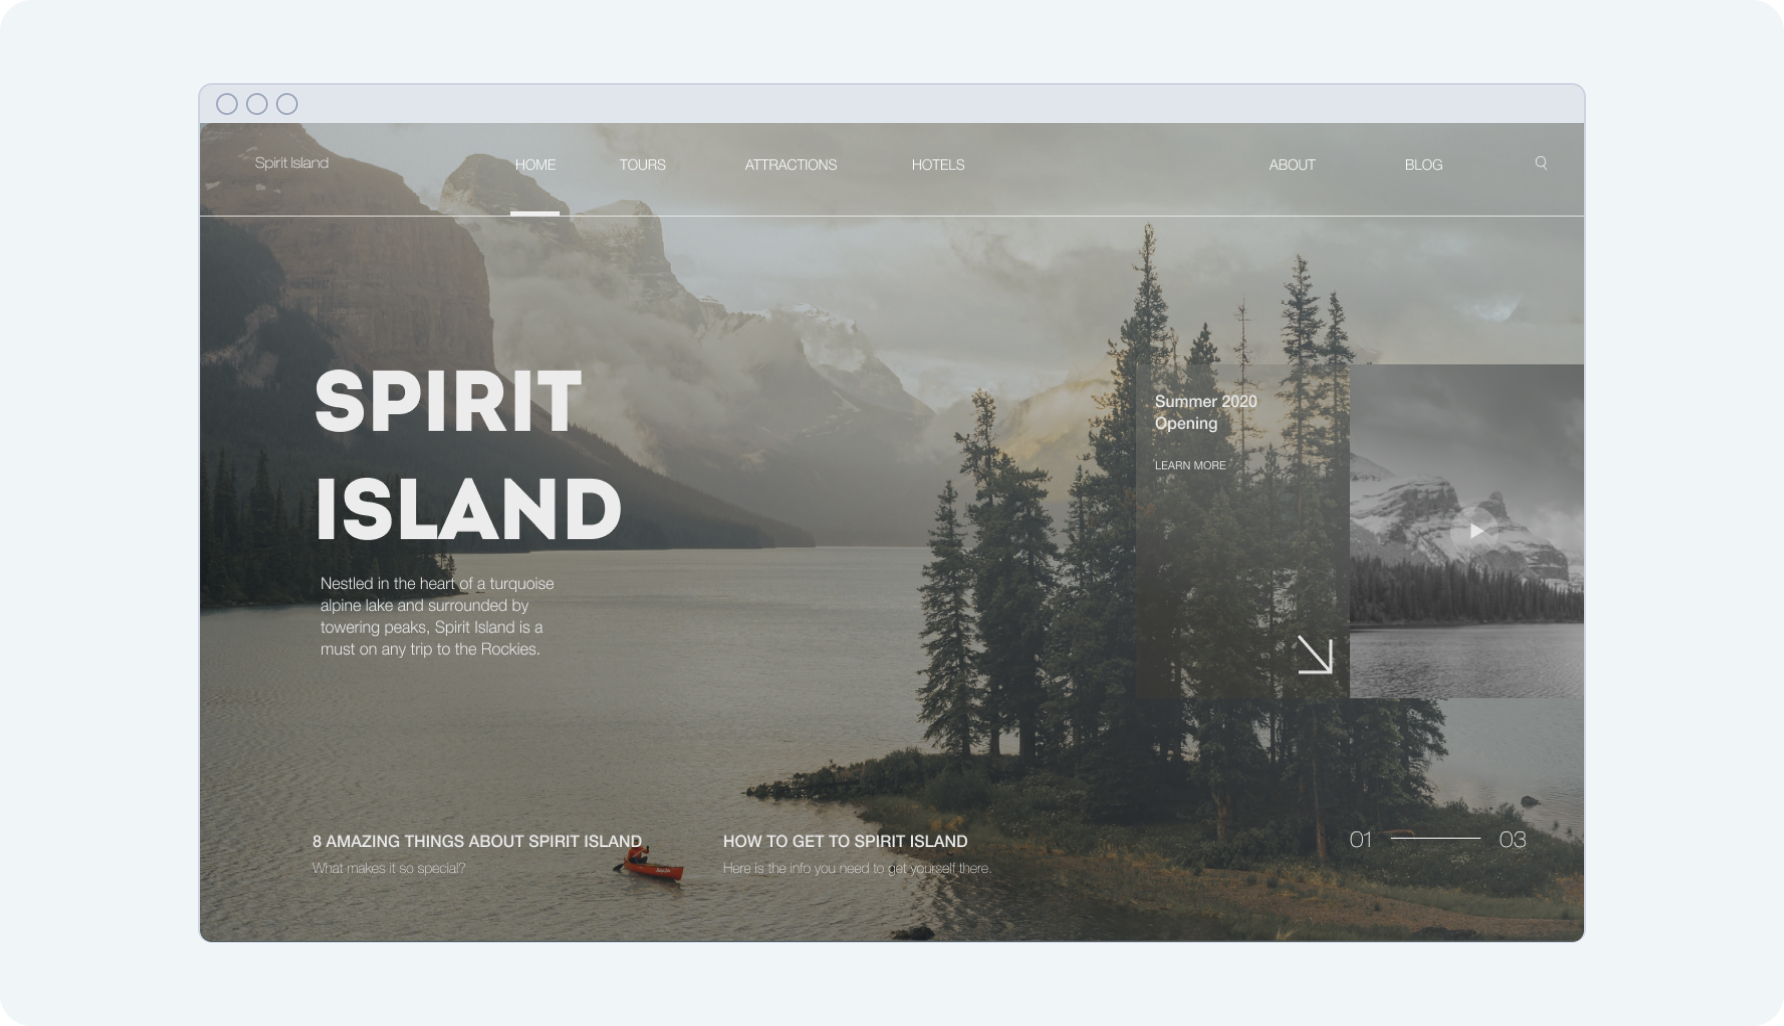 Spirit Island
HOME
TOURS
ATTRACTIONS
HOTELS
ABOUT
BLOG
SPIRIT
ISLAND
Nestled in the heart of a turquoise
alpine lake and surrounded by
towering peaks, Spirit Island is a
must on any trip to the Rockies.
Summer 2020
Opening
LEARN MORE
8 AMAZING THINGS ABOUT SPIRIT ISLAND
What makes it so special?
HOW TO GET TO SPIRIT ISLAND
Here is the info you need to get yourself there.
01
03